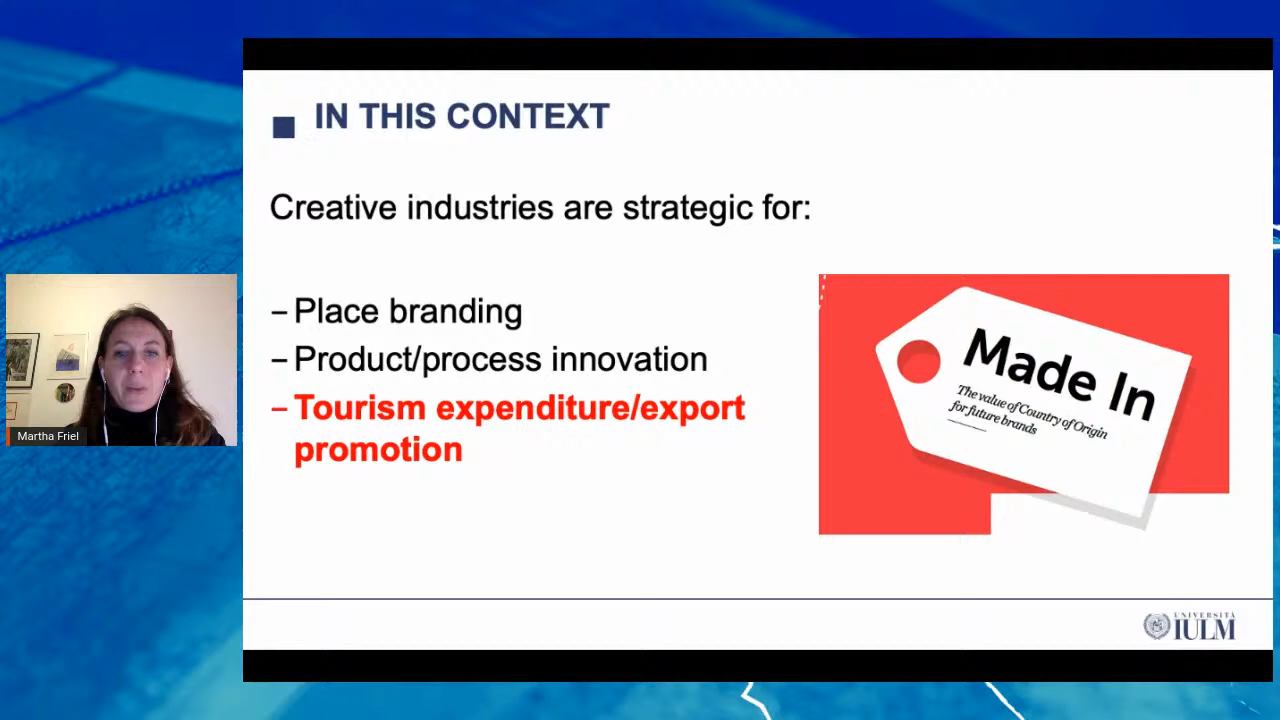 IN THIS CONTEXT
Creative industries are strategic for:
– Place branding
– Product/process innovation
– Tourism expenditure/export
promotion
Made In
The value of Country of Origin
for future brands
Martha Friel
UNIVERSITÀ
IULM